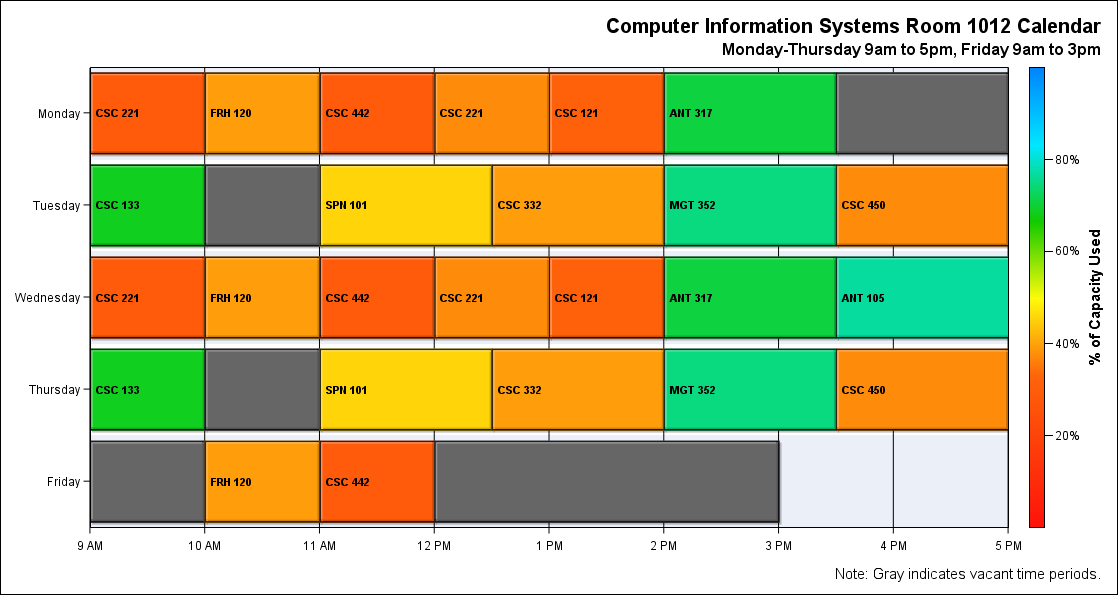 Computer Information Systems Room 1012 Calendar
Monday-Thursday 9am to 5pm, Friday 9am to 3pm
Monday
CSC 221
FRH 120
CSC 442
CSC 221
CSC 121
ANT 317
Tuesday
CSC 133
SPN 101
CSC 332
MGT 352
CSC 450
Wednesday
CSC 221
FRH 120
CSC 442
CSC 221
CSC 121
ANT 317
ANT 105
Thursday
CSC 133
SPN 101
CSC 332
MGT 352
CSC 450
Friday
FRH 120
CSC 442
9 AM
10 AM
11 AM
12 PM
1 PM
2 PM
3 PM
4 PM
5 PM
80%
60%
40%
20%
% of Capacity Used
Note: Gray indicates vacant time periods.